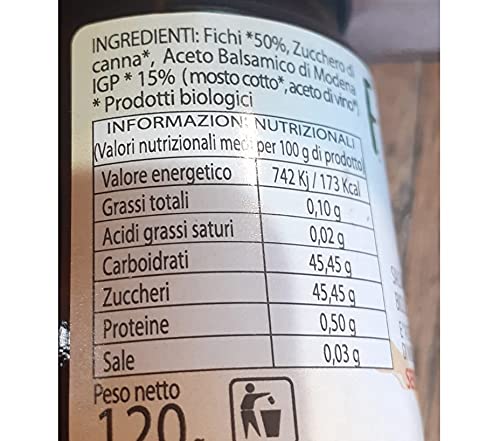 INGREDIENTI: Fichi *50%, Zucchero di
canna*, Aceto Balsamico di Modena
IGP * 15% (mosto cotto*, aceto di vino*)
* Prodotti biologici
INFORMAZIONI NUTRIZIONALI
(Valori nutrizionali medi per 100 g di prodotto)
Valore energetico 742 Kj / 173 Kcal
Grassi totali 0,10 g
Acidi grassi saturi 0,02 g
Carboidrati 45,45 g
Zuccheri 45,45 g
Proteine 0,50 g
Sale 0,03 g
Peso netto
120